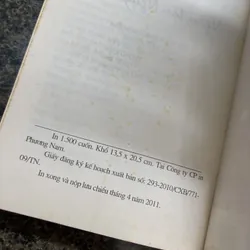 In 1.500 cuốn. Khổ 13,5 x 20,5 cm. Tại Công ty CP in
Phương Nam.
Giấy đăng ký kế hoạch xuất bản số: 293-2010/CXB/771-
09/TN.
In xong và nộp lưu chiểu tháng 4 năm 2011.